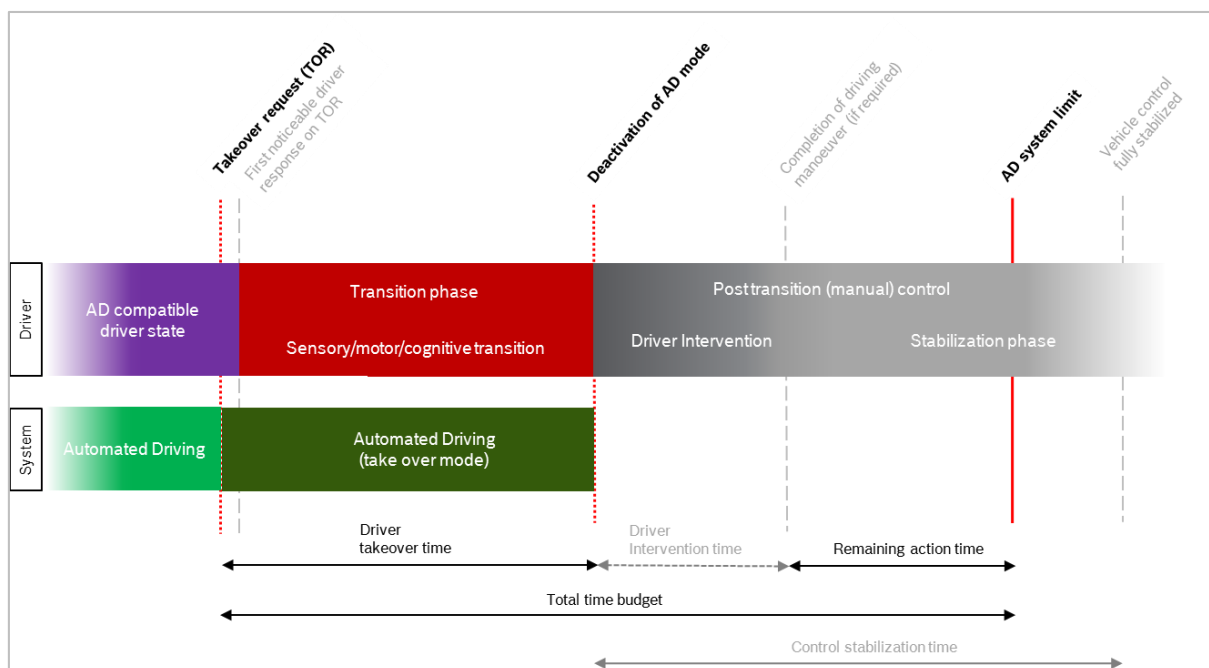 Takeover request (TOR)
First noticeable driver
response on TOR
Deactivation of AD mode
Completion of driving
manoeuver (if required)
AD system limit
Vehicle control
fully stabilized
Driver
AD compatible
driver state
Transition phase
Sensory/motor/cognitive transition
Post transition (manual) control
Driver Intervention
Stabilization phase
System
Automated Driving
Automated Driving
(take over mode)
Driver
takeover time
Driver
Intervention time
Remaining action time
Total time budget
Control stabilization time